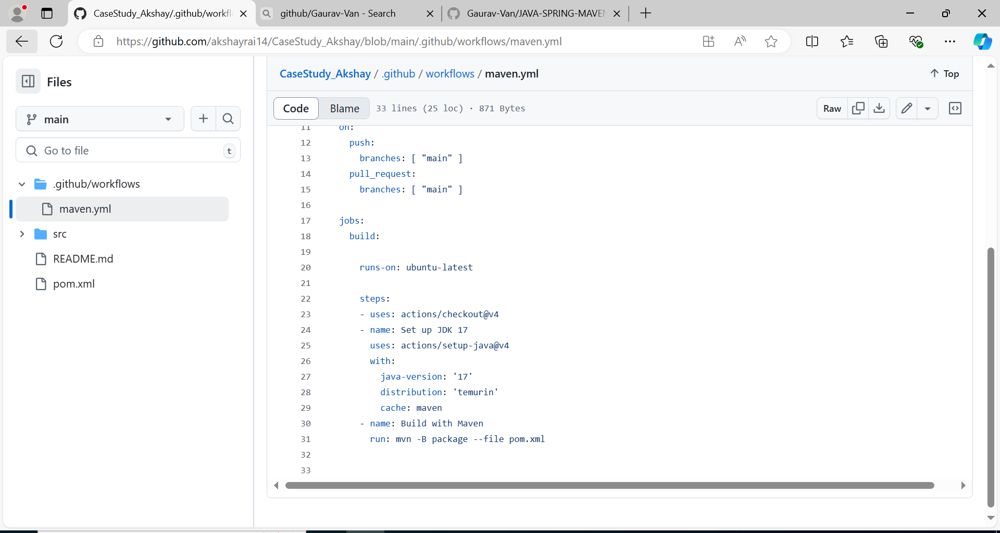 CaseStudy_Akshay/.github/workfl
github/Gaurav-Van - Search
Gaurav-Van/JAVA-SPRING-MAVEN
https://github.com/akshayrai14/CaseStudy_Akshay/blob/main/.github/workflows/maven.yml
Files
main
Go to file
t
.github/workflows
maven.yml
src
README.md
pom.xml
CaseStudy_Akshay / .github / workflows / maven.yml
Top
Code
Blame
33 lines (25 loc) · 871 Bytes
Raw
11 on:
12 push:
13 branches: [ "main" ]
14 pull_request:
15 branches: [ "main" ]
16
17 jobs:
18 build:
19
20 runs-on: ubuntu-latest
21
22 steps:
23 - uses: actions/checkout@v4
24 - name: Set up JDK 17
25 uses: actions/setup-java@v4
26 with:
27 java-version: '17'
28 distribution: 'temurin'
29 cache: maven
30 - name: Build with Maven
31 run: mvn -B package --file pom.xml
32
33